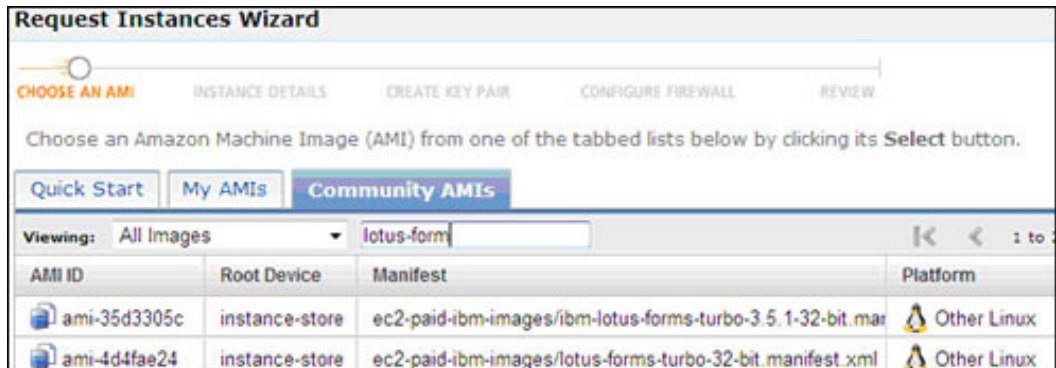 Request Instances Wizard
CHOOSE AN AMI INSTANCE DETAILS CREATE KEY PAIR CONFIGURE FIREWALL REVIEW
Choose an Amazon Machine Image (AMI) from one of the tabbed lists below by clicking its Select button.
Quick Start My AMIs Community AMIs
Viewing: All Images lotus-form 1 to
AMI ID Root Device Manifest Platform
ami-35d3305c instance-store ec2-paid-ibm-images/ibm-lotus-forms-turbo-3.5.1-32-bit.mar Other Linux
ami-4d4fae24 instance-store ec2-paid-ibm-images/lotus-forms-turbo-32-bit.manifest.xml Other Linux